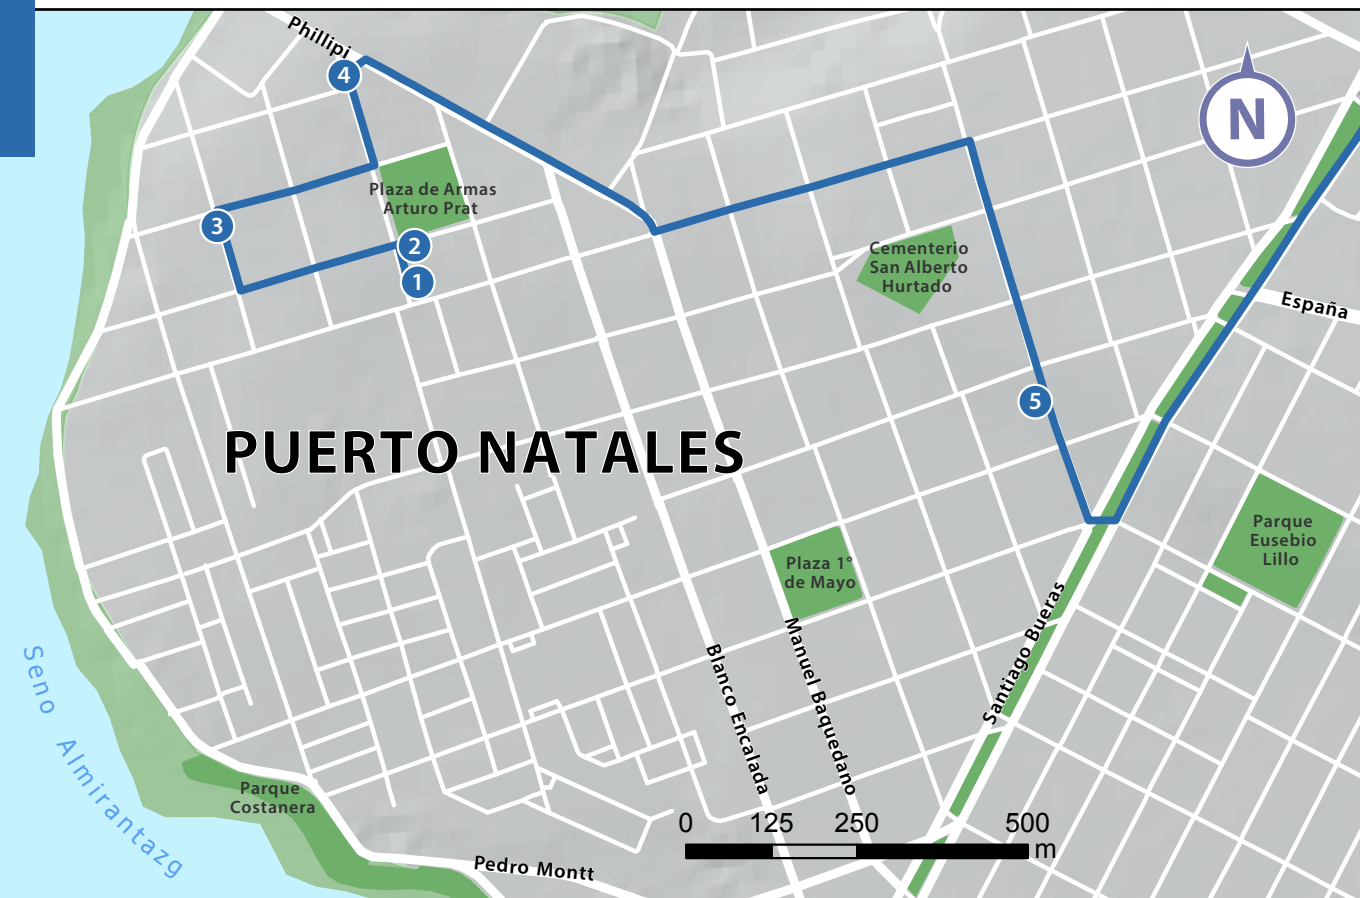 Phillipi
4
N
Plaza de Armas
Arturo Prat
3
2
1
Cementerio
San Alberto
Hurtado
España
5
PUERTO NATALES
Parque
Eusebio
Lillo
Plaza 1°
de Mayo
Santiago Bueras
Manuel Baquedano
Blanco Encalada
Seno
Almirantazg
Parque
Costanera
0 125 250 500
m
Pedro Montt